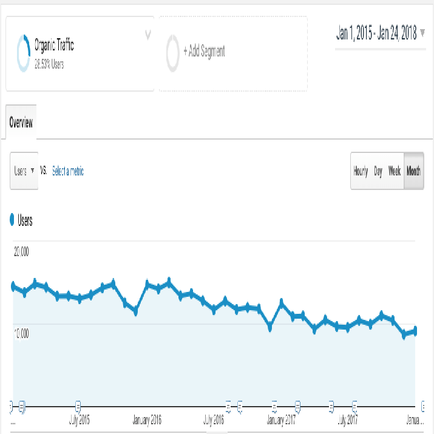 Organic Traffic
26.53% Users
+ Add Segment
Jan 1, 2015 - Jan 24, 2018
Overview
Users
VS.
Select a metric
Hourly Day Week Month
Users
20,000
10,000
...
July 2015
January 2016
July 2016
January 2017
July 2017
Janua...